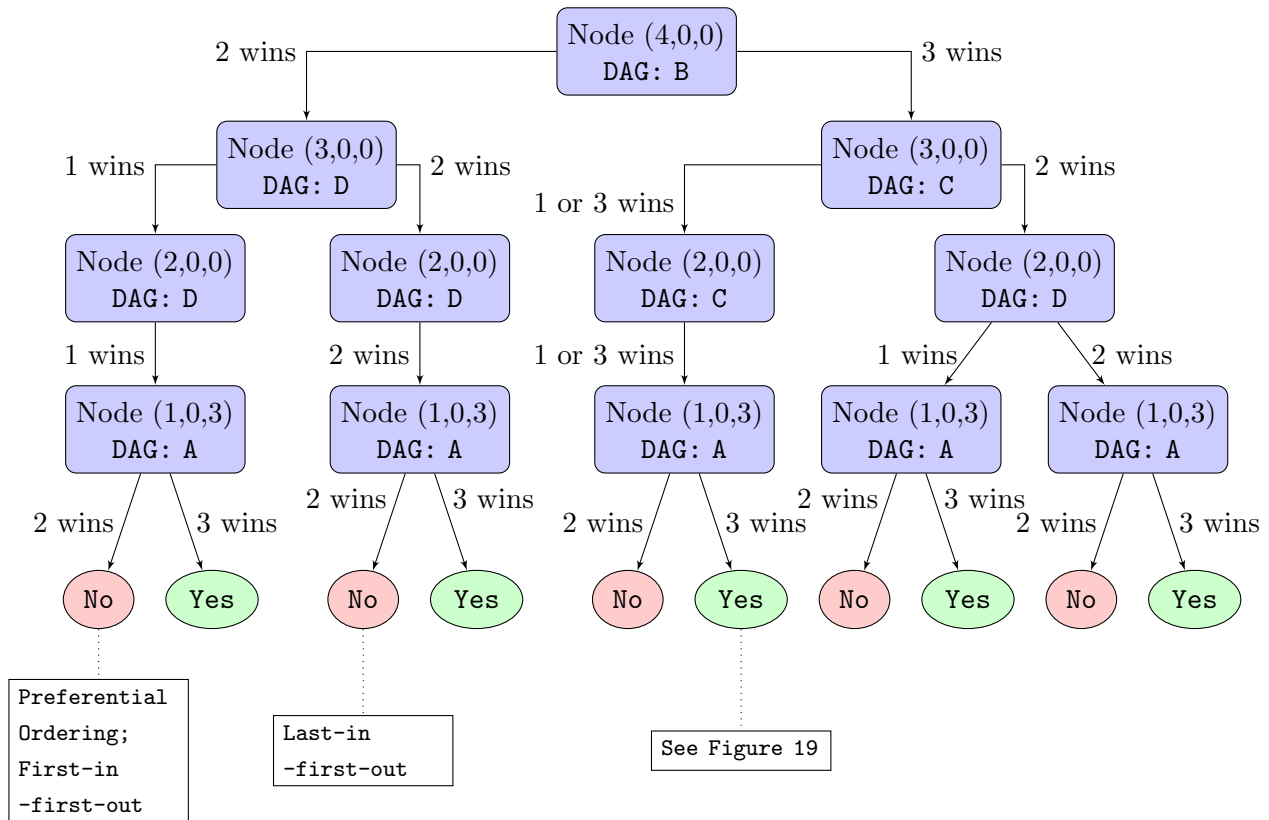 Node (4,0,0)
DAG: B
2 wins
3 wins
Node (3,0,0)
DAG: D
Node (3,0,0)
DAG: C
1 wins
2 wins
1 or 3 wins
2 wins
Node (2,0,0)
DAG: D
Node (2,0,0)
DAG: D
Node (2,0,0)
DAG: C
Node (2,0,0)
DAG: D
1 wins
2 wins
1 or 3 wins
1 wins
2 wins
Node (1,0,3)
DAG: A
Node (1,0,3)
DAG: A
Node (1,0,3)
DAG: A
Node (1,0,3)
DAG: A
Node (1,0,3)
DAG: A
2 wins
3 wins
2 wins
3 wins
2 wins
3 wins
2 wins
3 wins
2 wins
3 wins
No
Yes
No
Yes
No
Yes
No
Yes
No
Yes
Preferential
Ordering;
First-in
-first-out
Last-in
-first-out
See Figure 19